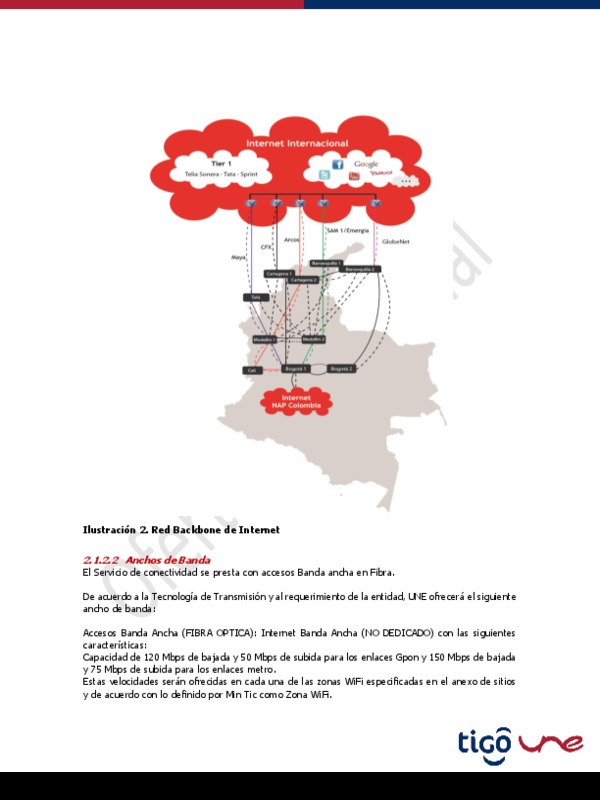 Internet Internacional
Tier 1
Telia Sonera - Tata - Sprint
Google
YAHOO!
Maya
CFX
Arcos
SAM 1/Emergia
GlobeNet
Barranquilla 1
Barranquilla 2
Cartagena 1
Cartagena 2
Tolú
Medellín 1
Medellín 2
Cali
Bogotá 1
Bogotá 2
Internet
NAP Colombia
Ilustración 2. Red Backbone de Internet
2.1.2.2 Anchos de Banda
El Servicio de conectividad se presta con accesos Banda ancha en Fibra.
De acuerdo a la Tecnología de Transmisión y al requerimiento de la entidad, UNE ofrecerá el siguiente
ancho de banda:
Accesos Banda Ancha (FIBRA OPTICA): Internet Banda Ancha (NO DEDICADO) con las siguientes
características:
Capacidad de 120 Mbps de bajada y 50 Mbps de subida para los enlaces Gpon y 150 Mbps de bajada
y 75 Mbps de subida para los enlaces metro.
Estas velocidades serán ofrecidas en cada una de las zonas WiFi especificadas en el anexo de sitios
y de acuerdo con lo definido por Min Tic como Zona WiFi.
tigo une